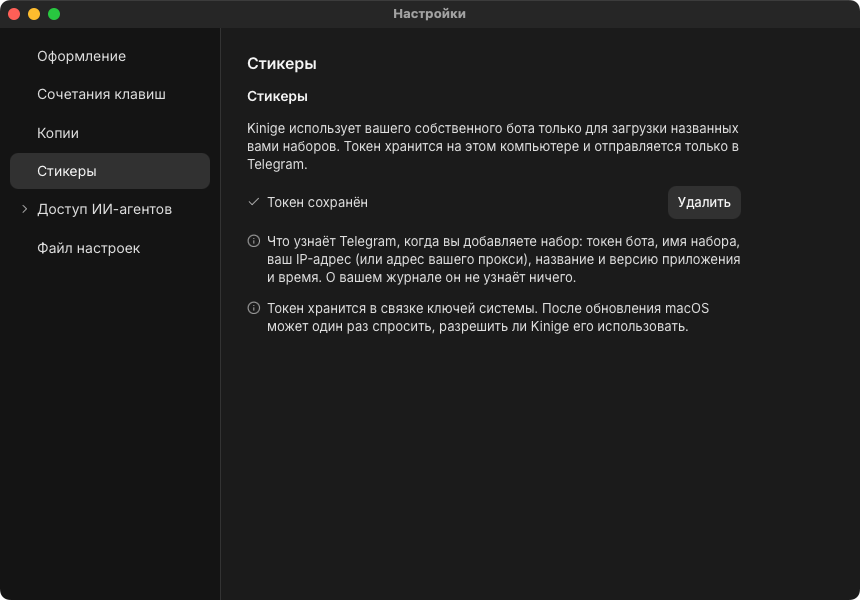 Настройки
Оформление
Сочетания клавиш
Копии
Стикеры
Доступ ИИ-агентов
Файл настроек
Стикеры
Стикеры
Kinige использует вашего собственного бота только для загрузки названных
вами наборов. Токен хранится на этом компьютере и отправляется только в
Telegram.
Токен сохранён
Удалить
Что узнаёт Telegram, когда вы добавляете набор: токен бота, имя набора,
ваш IP-адрес (или адрес вашего прокси), название и версию приложения
и время. О вашем журнале он не узнаёт ничего.
Токен хранится в связке ключей системы. После обновления macOS
может один раз спросить, разрешить ли Kinige его использовать.